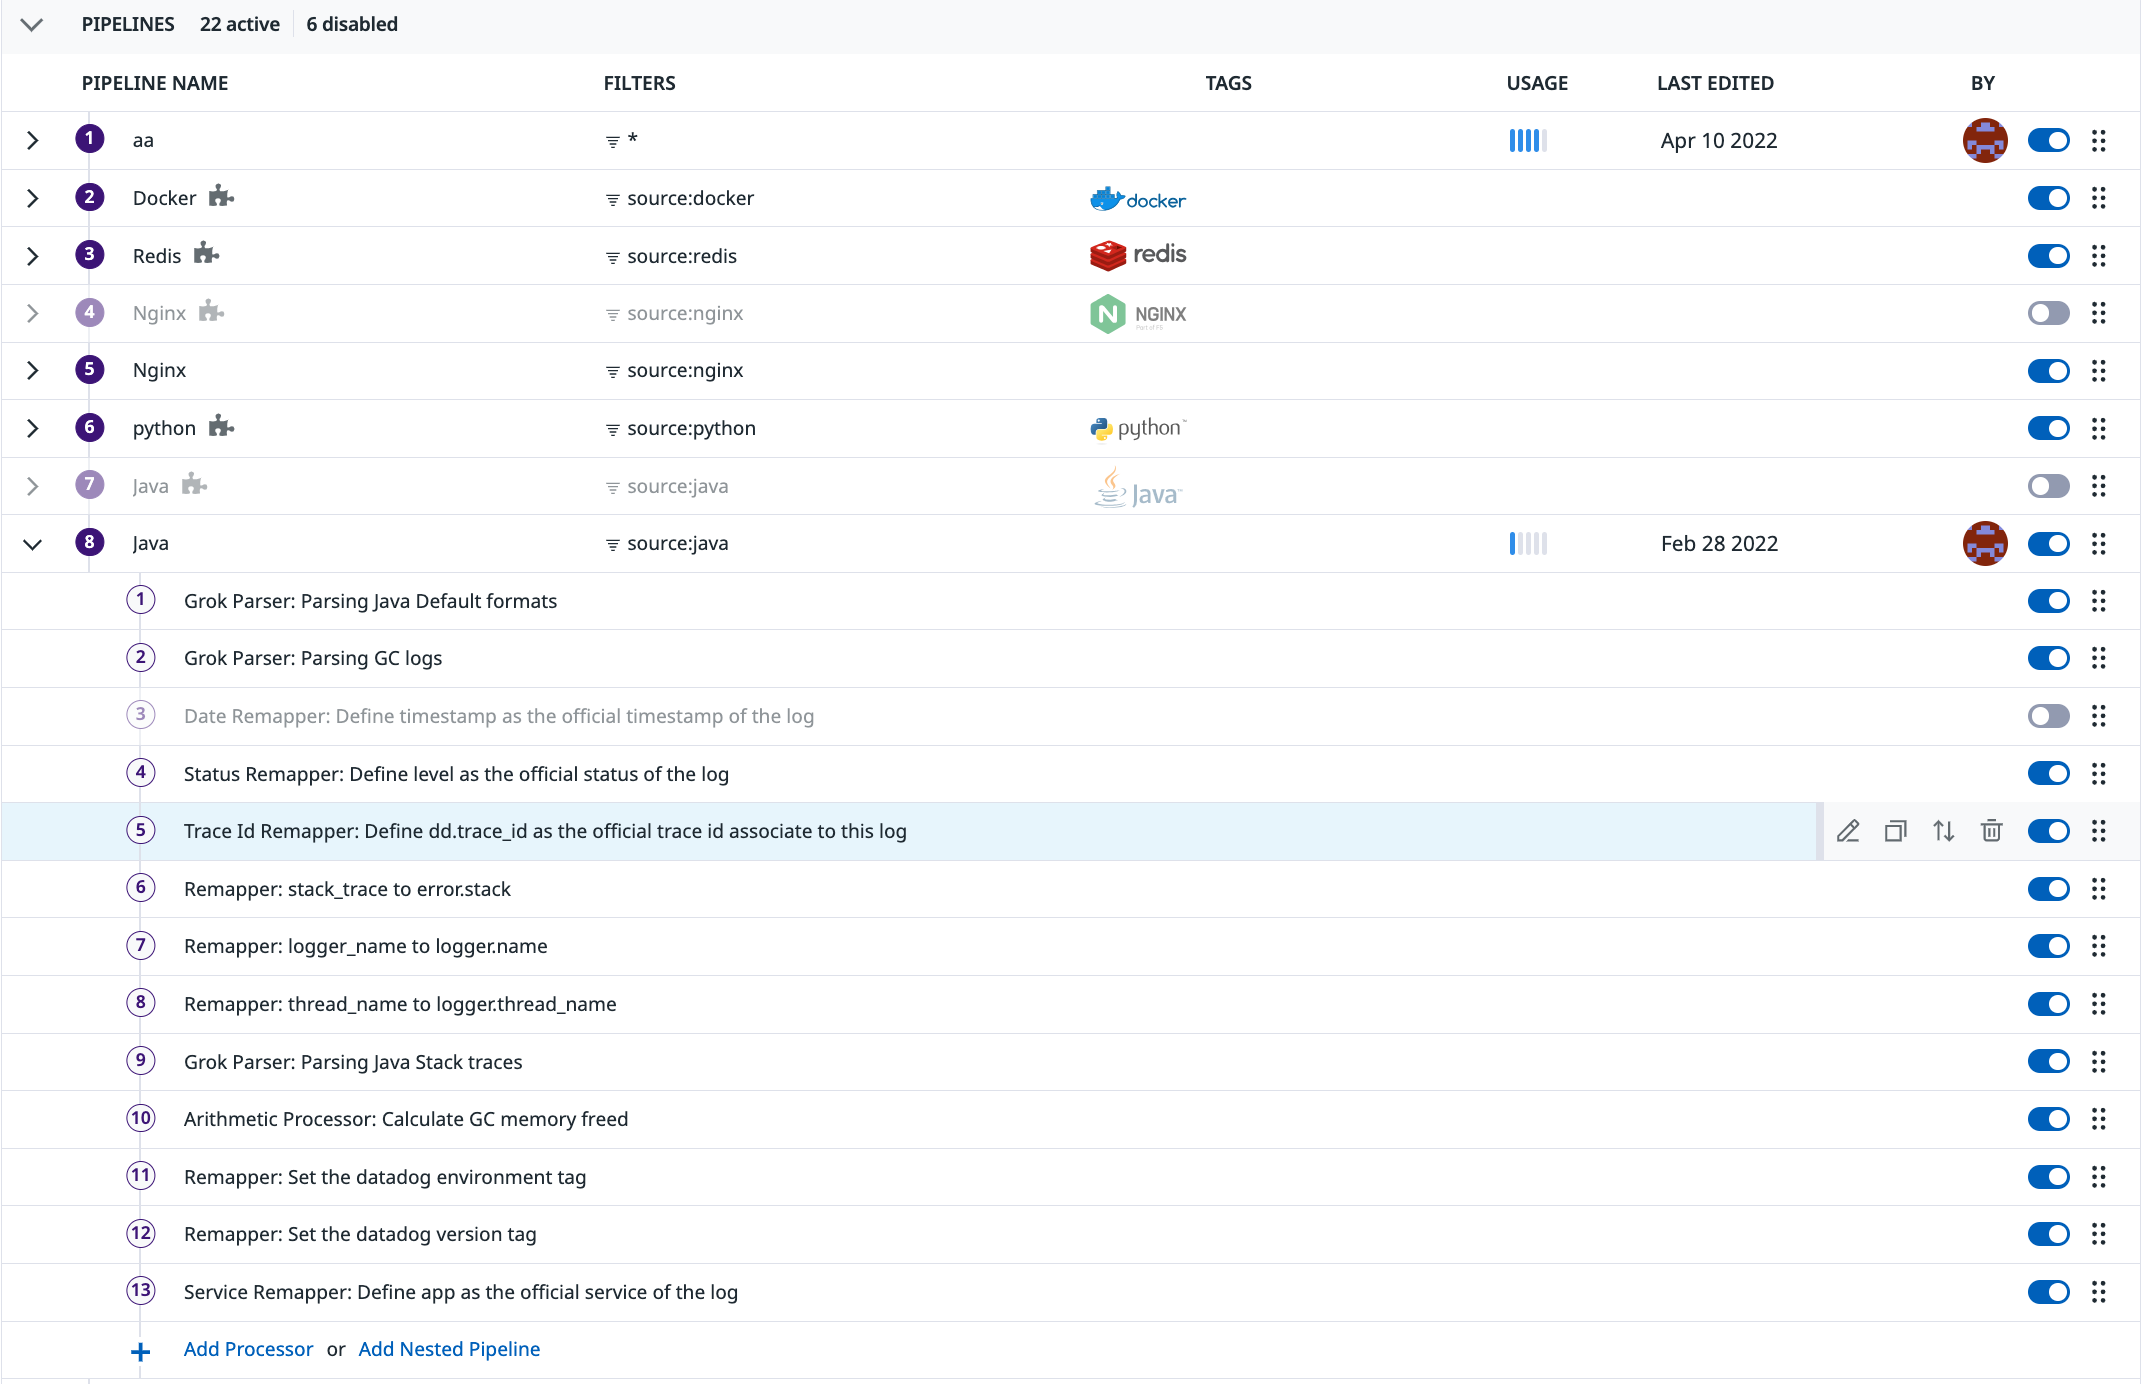 PIPELINES 22 active 6 disabled
PIPELINE NAME FILTERS TAGS USAGE LAST EDITED BY
1 aa * Apr 10 2022
2 Docker source:docker docker
3 Redis source:redis redis
4 Nginx source:nginx NGINX
Part of F5
5 Nginx source:nginx
6 python source:python python™
7 Java source:java Java™
8 Java source:java Feb 28 2022
1 Grok Parser: Parsing Java Default formats
2 Grok Parser: Parsing GC logs
3 Date Remapper: Define timestamp as the official timestamp of the log
4 Status Remapper: Define level as the official status of the log
5 Trace Id Remapper: Define dd.trace_id as the official trace id associate to this log
6 Remapper: stack_trace to error.stack
7 Remapper: logger_name to logger.name
8 Remapper: thread_name to logger.thread_name
9 Grok Parser: Parsing Java Stack traces
10 Arithmetic Processor: Calculate GC memory freed
11 Remapper: Set the datadog environment tag
12 Remapper: Set the datadog version tag
13 Service Remapper: Define app as the official service of the log
+ Add Processor or Add Nested Pipeline